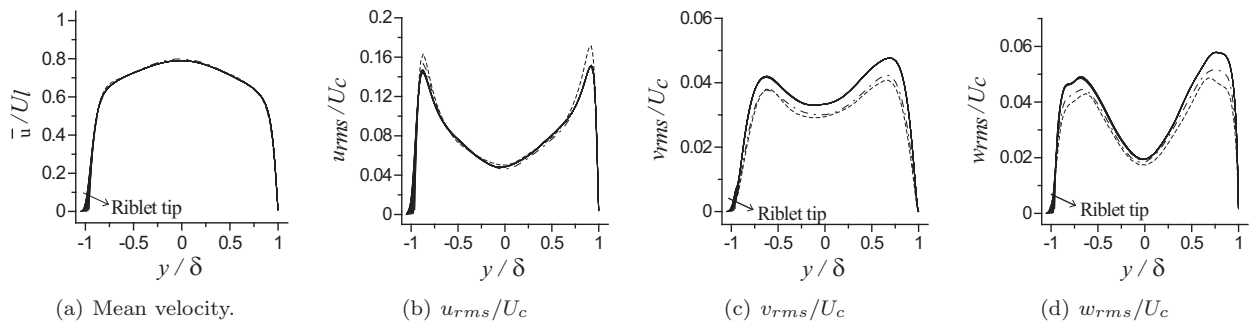 ū/Ul
1
0.8
0.6
0.4
0.2
0
Riblet tip
-1 -0.5 0 0.5 1
y / δ
(a) Mean velocity.
urms/Uc
0.2
0.16
0.12
0.08
0.04
0
-1 -0.5 0 0.5 1
y / δ
(b) urms/Uc
vrms/Uc
0.06
0.04
0.02
0
Riblet tip
-1 -0.5 0 0.5 1
y / δ
(c) vrms/Uc
wrms/Uc
0.06
0.04
0.02
0
Riblet tip
-1 -0.5 0 0.5 1
y / δ
(d) wrms/Uc